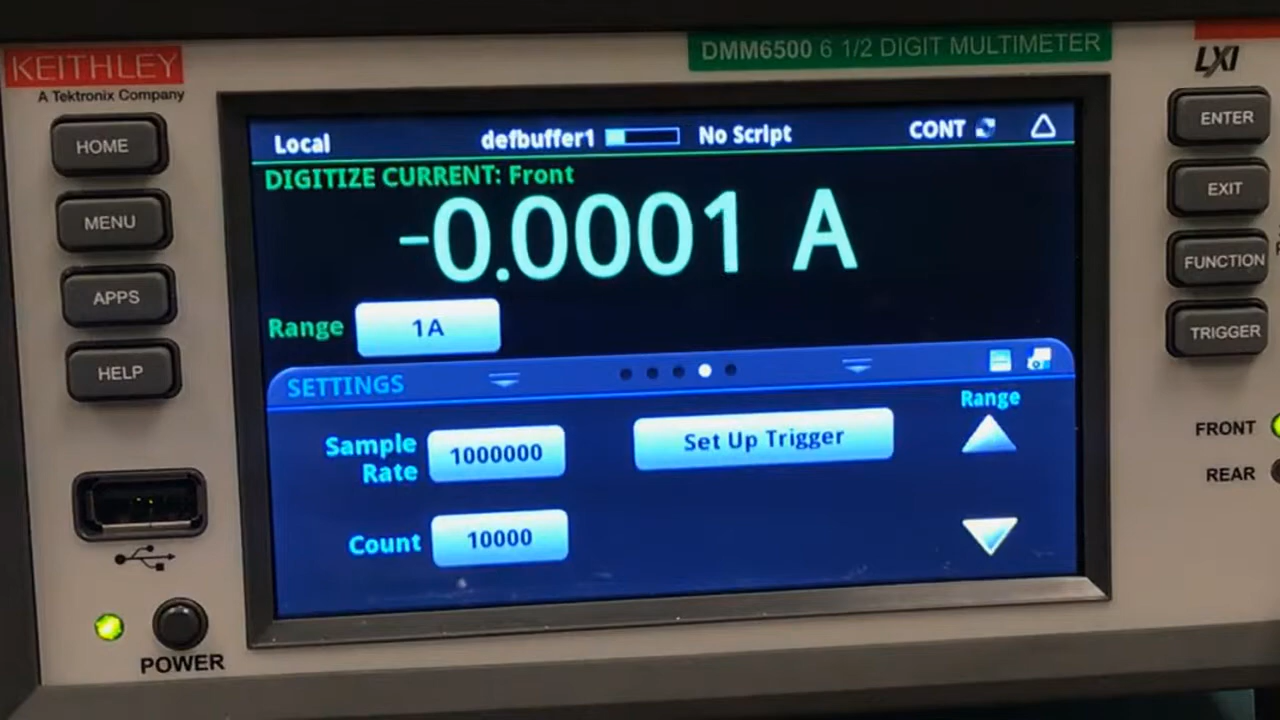 KEITHLEY
A Tektronix Company
DMM6500 6 1/2 DIGIT MULTIMETER
LXI
HOME
MENU
APPS
HELP
POWER
Local defbuffer1 No Script CONT
DIGITIZE CURRENT: Front
-0.0001 A
Range 1A
SETTINGS
Sample
Rate 1000000
Set Up Trigger
Range
Count 10000
ENTER
EXIT
FUNCTION
TRIGGER
FRONT
REAR